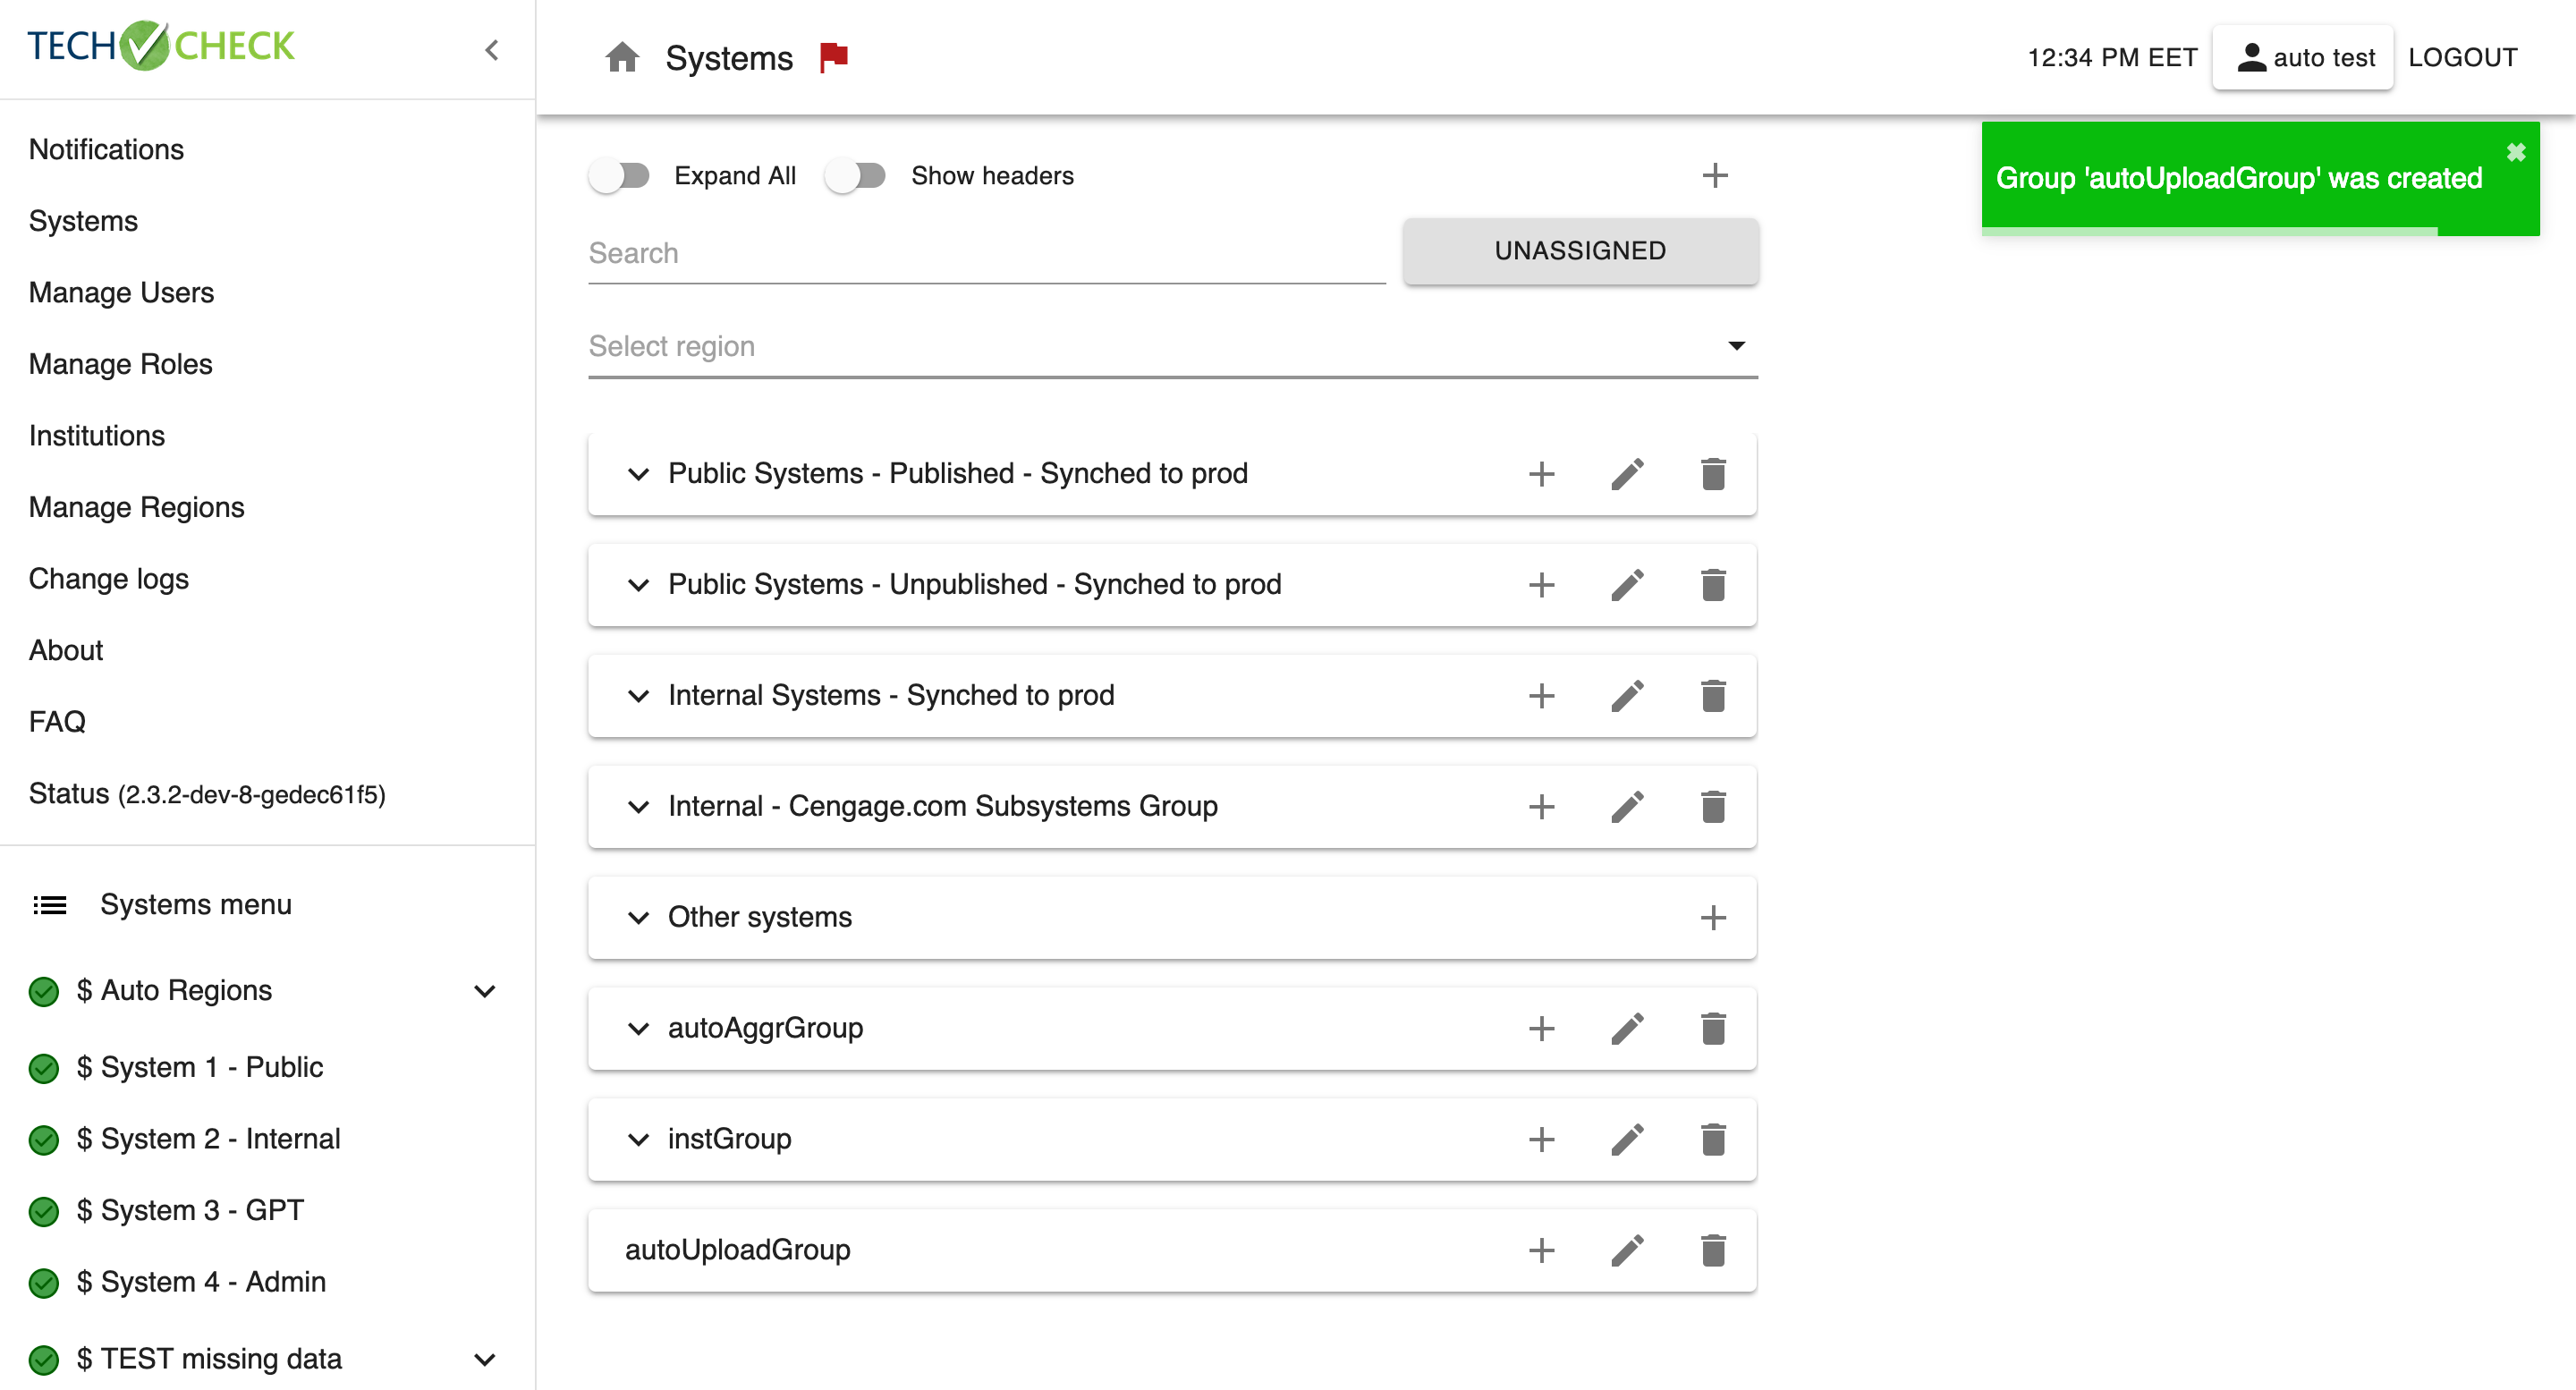 TECH CHECK
Notifications
Systems
Manage Users
Manage Roles
Institutions
Manage Regions
Change logs
About
FAQ
Status (2.3.2-dev-8-gedec61f5)
Systems menu
$ Auto Regions
$ System 1 - Public
$ System 2 - Internal
$ System 3 - GPT
$ System 4 - Admin
$ TEST missing data
Systems
12:34 PM EET
auto test
LOGOUT
Group 'autoUploadGroup' was created
Expand All
Show headers
Search
UNASSIGNED
Select region
Public Systems - Published - Synched to prod
Public Systems - Unpublished - Synched to prod
Internal Systems - Synched to prod
Internal - Cengage.com Subsystems Group
Other systems
autoAggrGroup
instGroup
autoUploadGroup